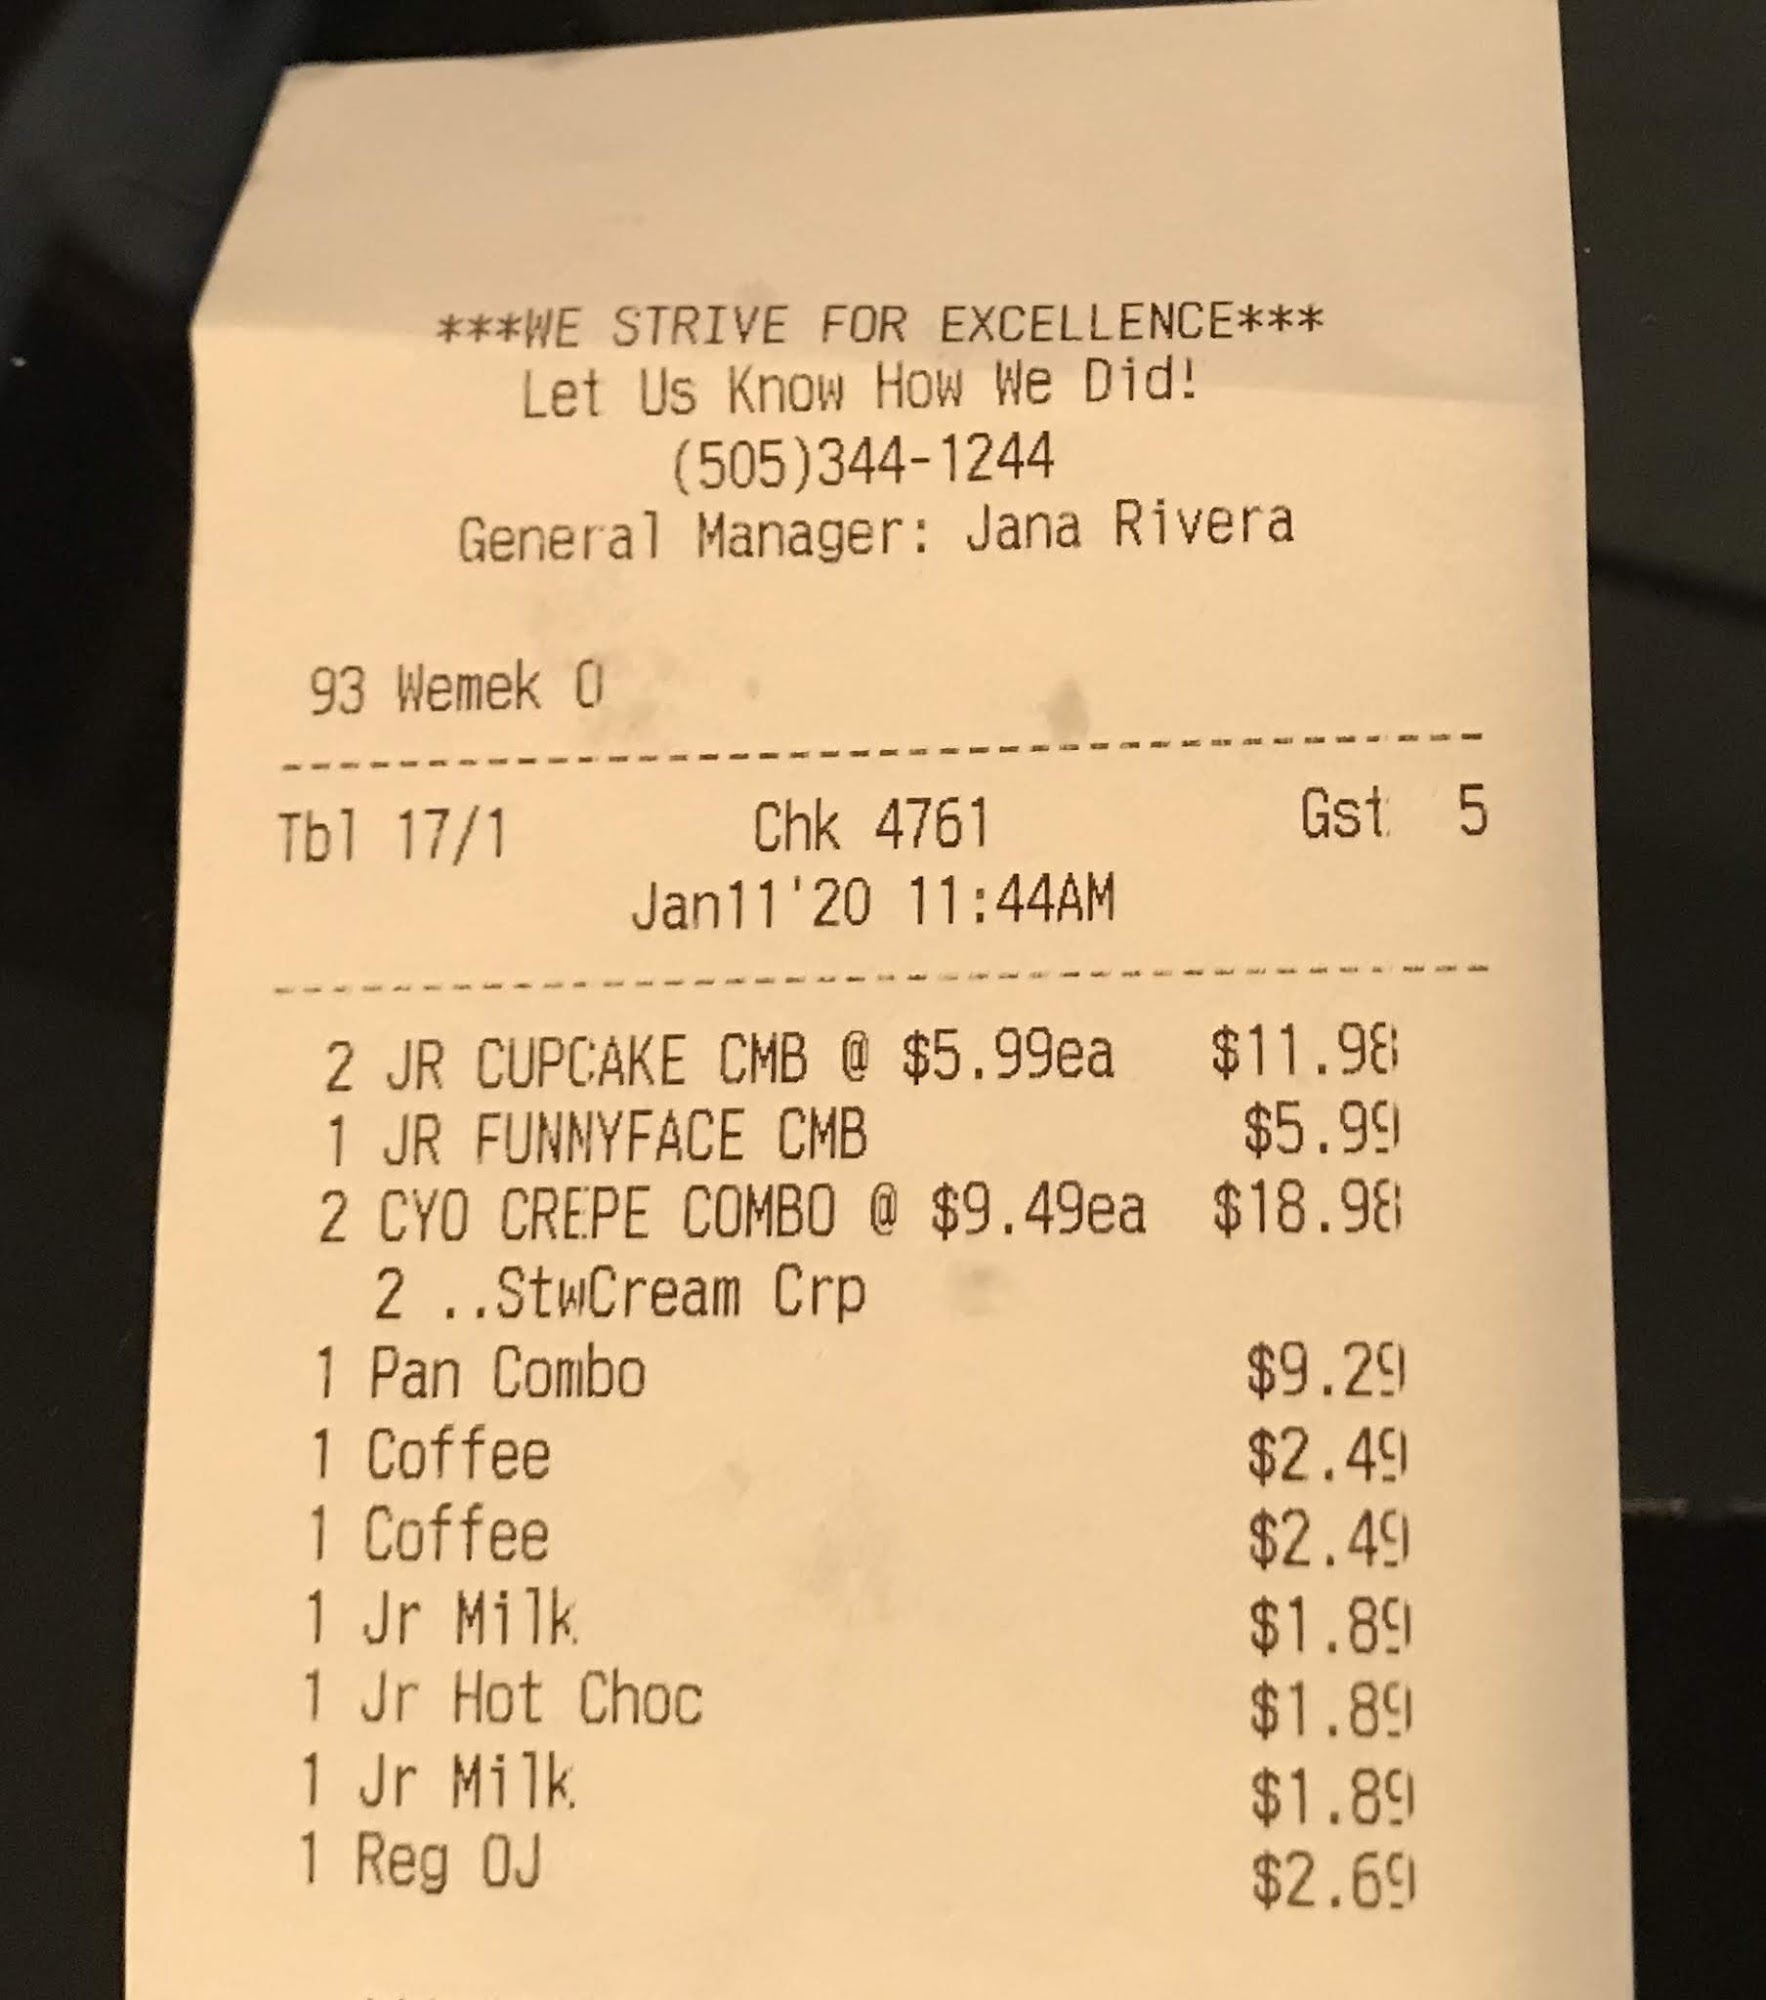 ***WE STRIVE FOR EXCELLENCE***
Let Us Know How We Did!
(505)344-1244
General Manager: Jana Rivera
93 Wemek O
Tbl 17/1 Chk 4761 Gst 5
Jan11'20 11:44AM
2 JR CUPCAKE CMB @ $5.99ea $11.98
1 JR FUNNYFACE CMB $5.99
2 CYO CREPE COMBO @ $9.49ea $18.98
2 ..StwCream Crp
1 Pan Combo $9.29
1 Coffee $2.49
1 Coffee $2.49
1 Jr Milk $1.89
1 Jr Hot Choc $1.89
1 Jr Milk $1.89
1 Reg OJ $2.69